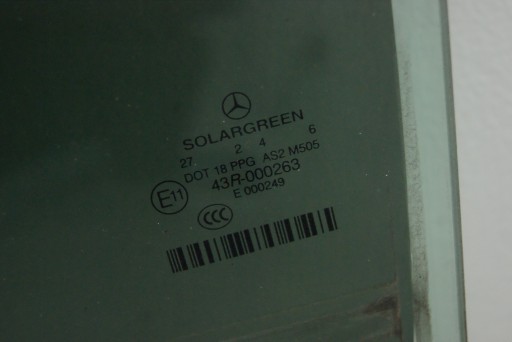 SOLARGREEN
27 2 4 6
DOT 18 PPG AS2 M505
43R-000263
E11
E 000249
CCC